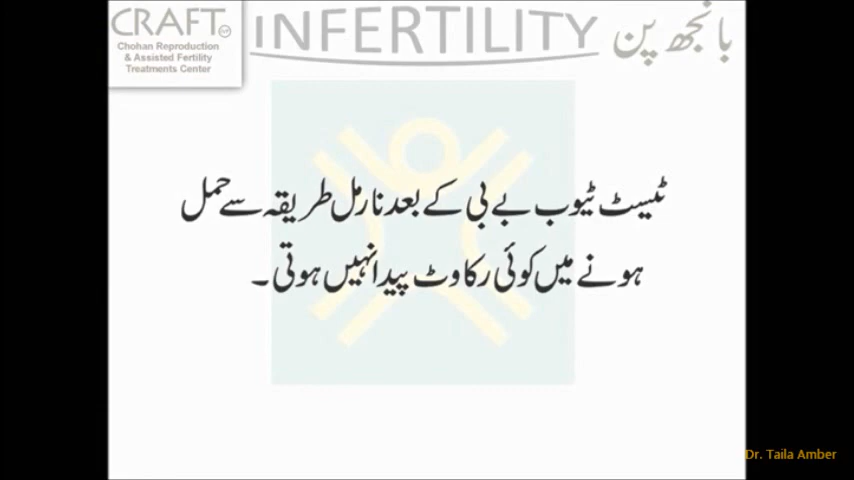 CRAFT
Chohan Reproduction
& Assisted Fertility
Treatments Center
INFERTILITY بانجھ پن
ٹیسٹ ٹیوب بے بی کے بعد نارمل طریقہ سے حمل
ہونے میں کوئی رکاوٹ پیدا نہیں ہوتی۔
Dr. Taila Amber